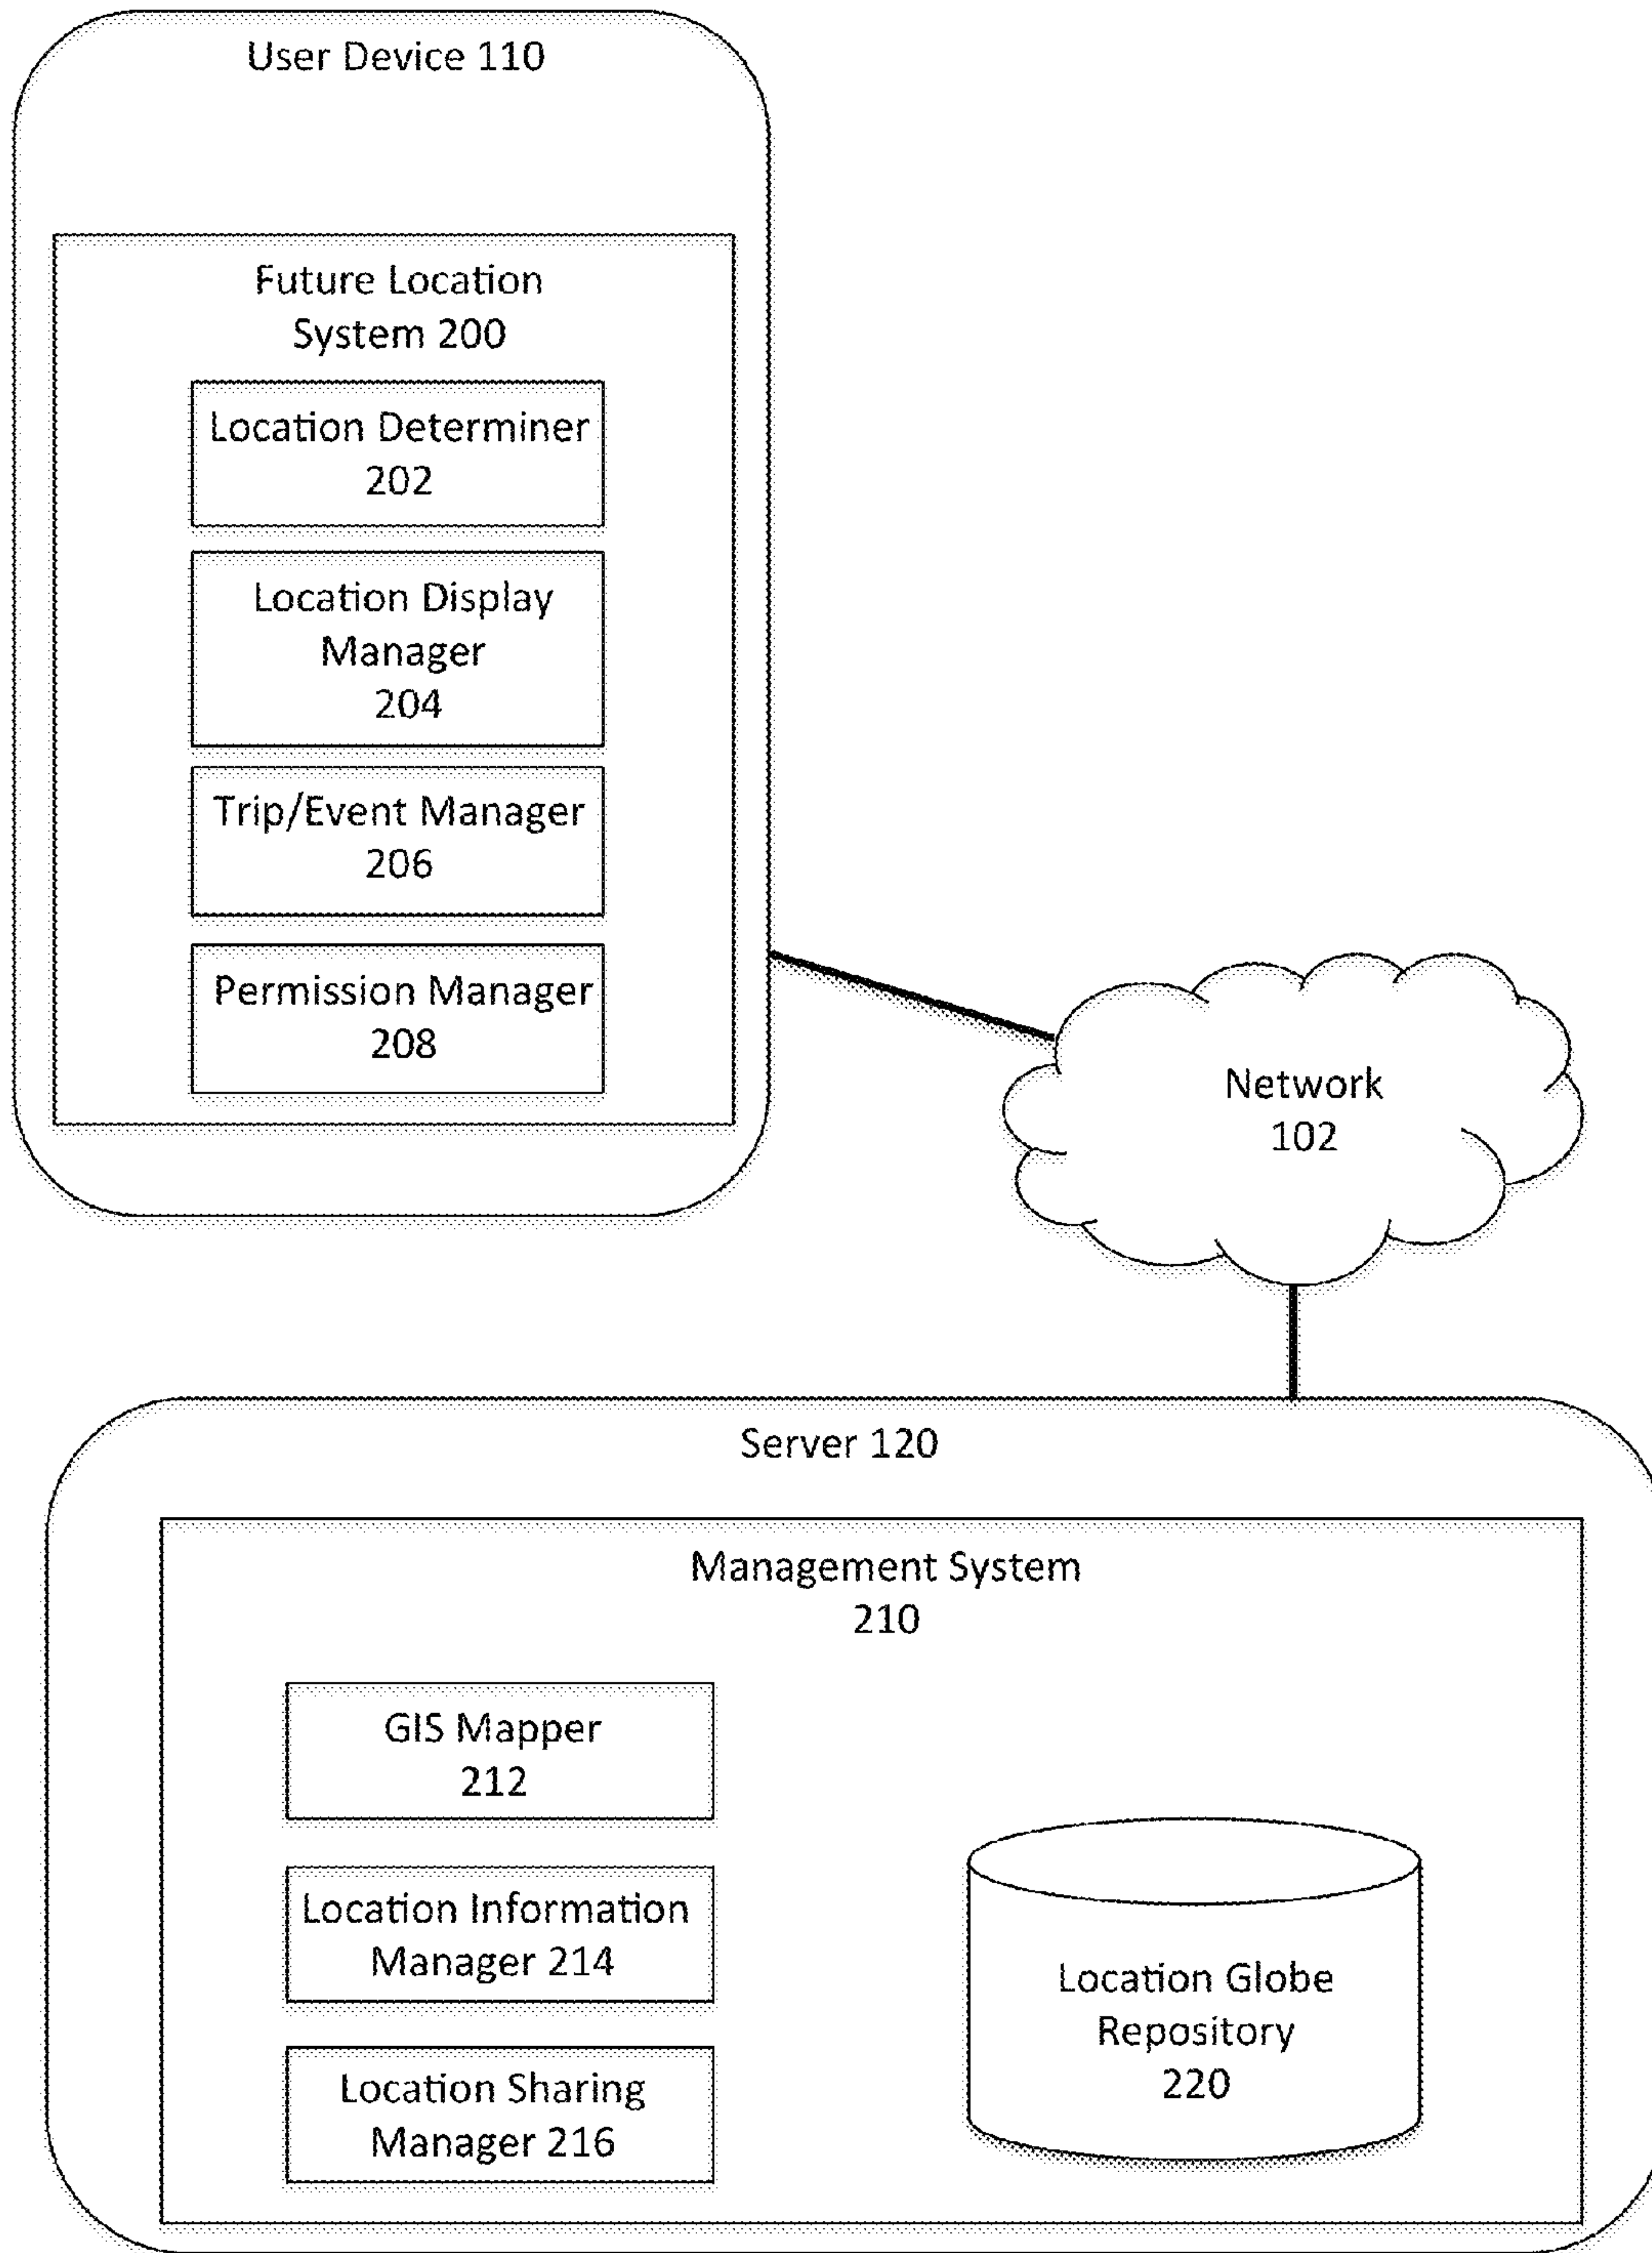 User Device 110
Future Location
System 200
Location Determiner
202
Location Display
Manager
204
Trip/Event Manager
206
Permission Manager
208
Network
102
Server 120
Management System
210
GIS Mapper
212
Location Information
Manager 214
Location Sharing
Manager 216
Location Globe
Repository
220